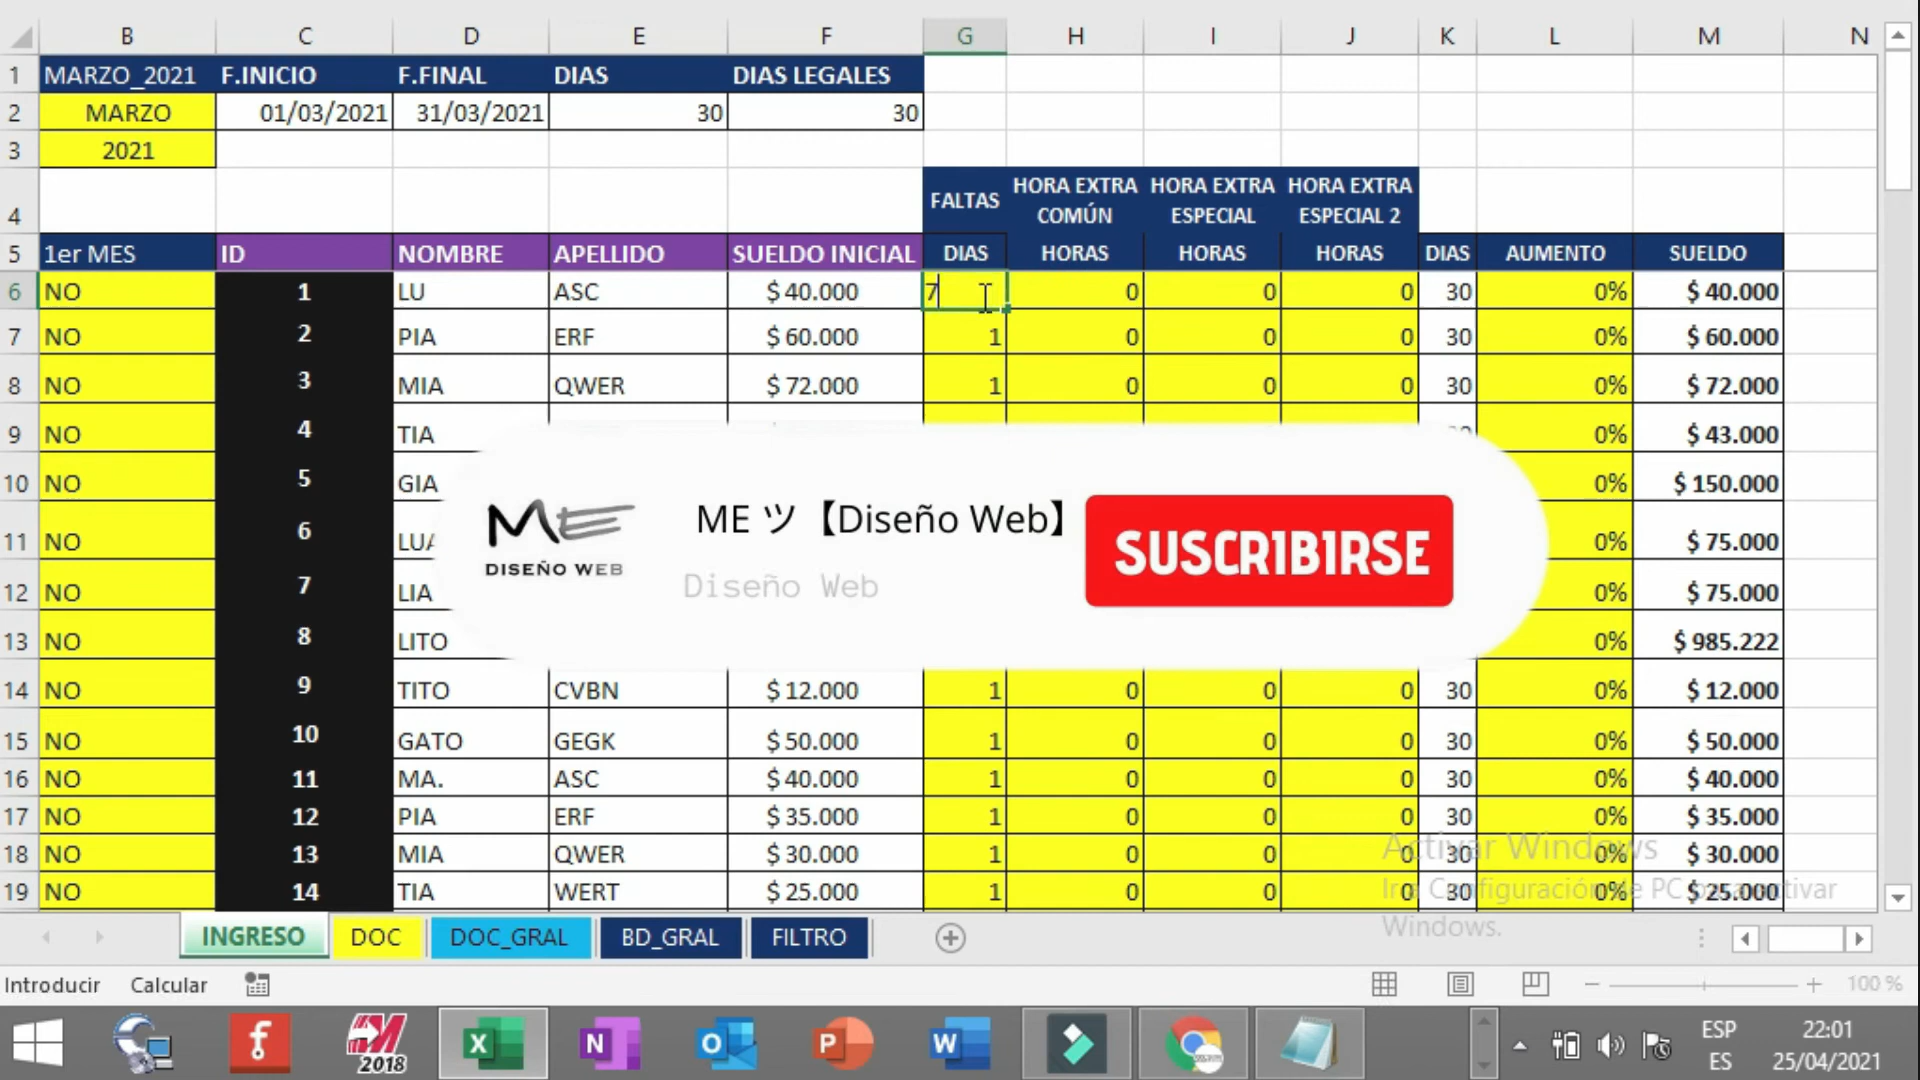 B C D E F G H I J K L M N
1 MARZO_2021 F.INICIO F.FINAL DIAS DIAS LEGALES
2 MARZO 01/03/2021 31/03/2021 30 30
3 2021
4 FALTAS HORA EXTRA COMÚN HORA EXTRA ESPECIAL HORA EXTRA ESPECIAL 2
5 1er MES ID NOMBRE APELLIDO SUELDO INICIAL DIAS HORAS HORAS HORAS DIAS AUMENTO SUELDO
6 NO 1 LU ASC $ 40.000 7 0 0 0 30 0% $ 40.000
7 NO 2 PIA ERF $ 60.000 1 0 0 0 30 0% $ 60.000
8 NO 3 MIA QWER $ 72.000 1 0 0 0 30 0% $ 72.000
9 NO 4 TIA 0% $ 43.000
10 NO 5 GIA 0% $ 150.000
11 NO 6 0% $ 75.000
12 NO 7 LIA 0% $ 75.000
13 NO 8 LITO 0% $ 985.222
ME ツ【Diseño Web】
ME
DISEÑO WEB
Diseño Web
SUSCRIBIRSE
14 NO 9 TITO CVBN $ 12.000 1 0 0 0 30 0% $ 12.000
15 NO 10 GATO GEGK $ 50.000 1 0 0 0 30 0% $ 50.000
16 NO 11 MA. ASC $ 40.000 1 0 0 0 30 0% $ 40.000
17 NO 12 PIA ERF $ 35.000 1 0 0 0 30 0% $ 35.000
18 NO 13 MIA QWER $ 30.000 1 0 0 0 30 0% $ 30.000
19 NO 14 TIA WERT $ 25.000 1 0 0 0 30 0% $ 25.000
Activar Windows
Ir a Configuración de PC para activar
Windows.
INGRESO DOC DOC_GRAL BD_GRAL FILTRO
Introducir Calcular 100 %
2018
N O P W X
ESP
ES
22:01
25/04/2021